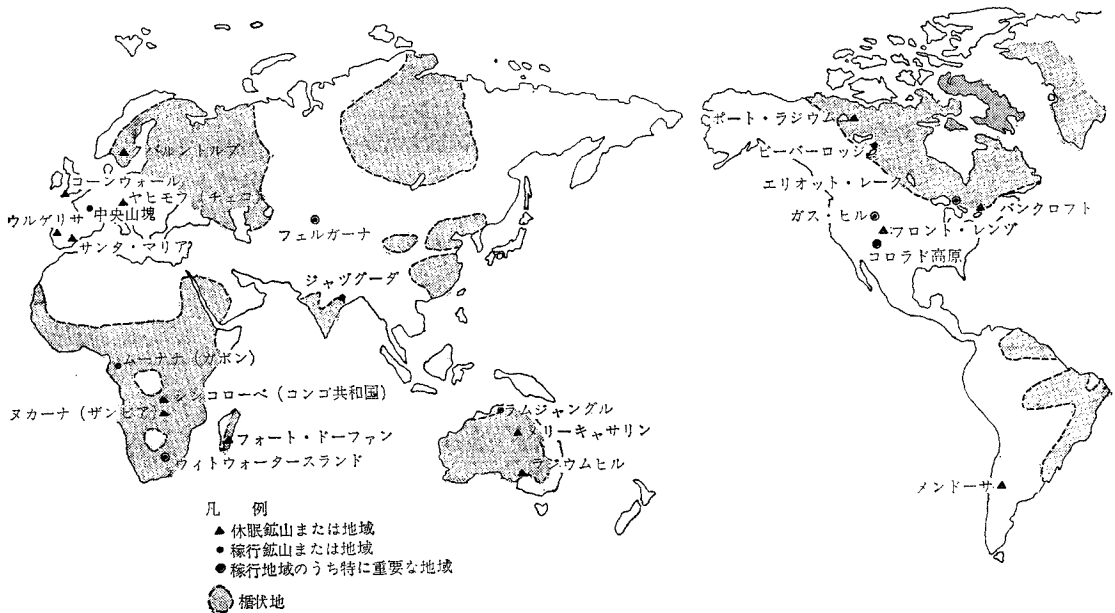 クバルントルプ
コーンウォール
ヤヒモフ(チェコ)
中央山塊
ウルゲリサ
サンタ・マリア
フェルガーナ
ジャヅグーダ
ムーナナ(ガボン)
シンコローベ(コンゴ共和国)
ヌカーナ(ザンビア)
フォート・ドーファン
ウィトウォータースランド
ラムジャングル
メリーキャサリン
ラジウムヒル
ポート・ラジウム
ビーバーロッジ
エリオット・レーク
バンクロフト
ガス・ヒル
フロント・レンヂ
コロラド高原
メンドーサ
凡 例
休眠鉱山または地域
稼行鉱山または地域
稼行地域のうち特に重要な地域
楯状地